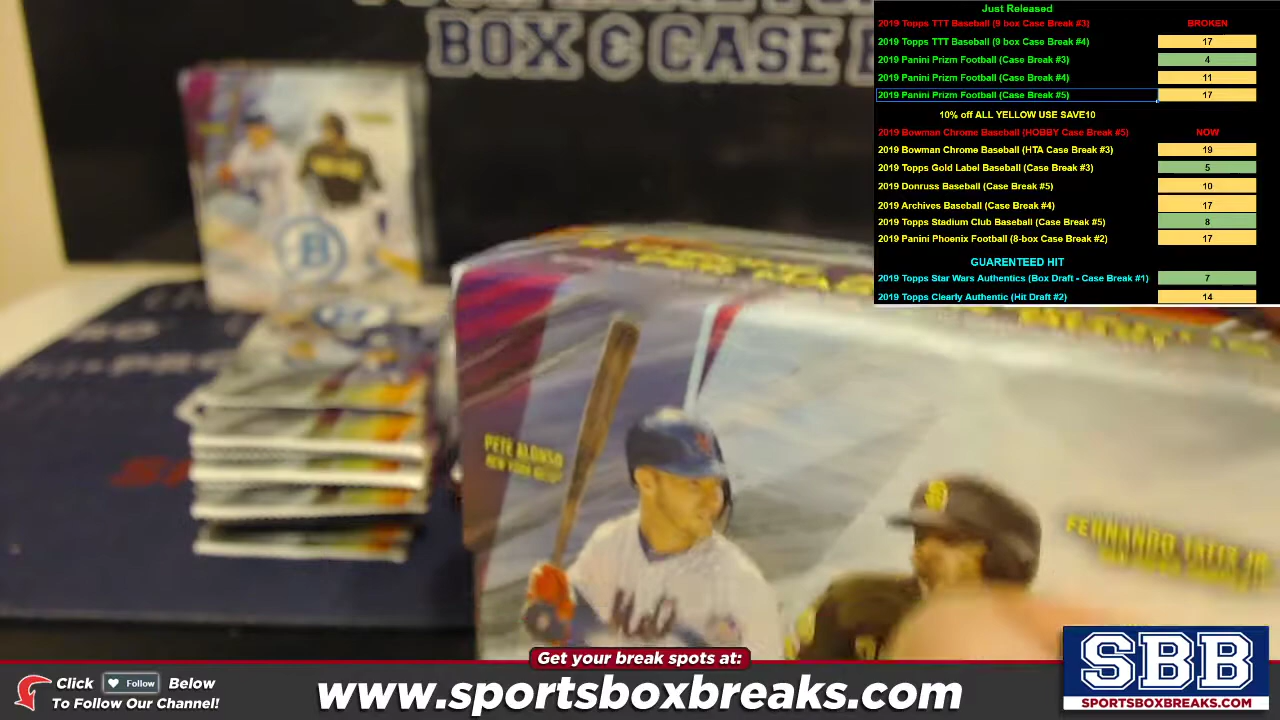 Just Released
2019 Topps TTT Baseball (9 box Case Break #3) BROKEN
2019 Topps TTT Baseball (9 box Case Break #4) 17
2019 Panini Prizm Football (Case Break #3) 4
2019 Panini Prizm Football (Case Break #4) 11
2019 Panini Prizm Football (Case Break #5) 17
10% off ALL YELLOW USE SAVE10
2019 Bowman Chrome Baseball (HOBBY Case Break #5) NOW
2019 Bowman Chrome Baseball (HTA Case Break #3) 19
2019 Topps Gold Label Baseball (Case Break #3) 5
2019 Donruss Baseball (Case Break #5) 10
2019 Archives Baseball (Case Break #4) 17
2019 Topps Stadium Club Baseball (Case Break #5) 8
2019 Panini Phoenix Football (8-box Case Break #2) 17
GUARENTEED HIT
2019 Topps Star Wars Authentics (Box Draft - Case Break #1) 7
2019 Topps Clearly Authentic (Hit Draft #2) 14
BOX & CASE
PETE ALONSO
NEW YORK METS
FERNANDO TATIS JR.
Mets
Get your break spots at:
Click Follow Below
To Follow Our Channel!
www.sportsboxbreaks.com
SBB
SPORTSBOXBREAKS.COM